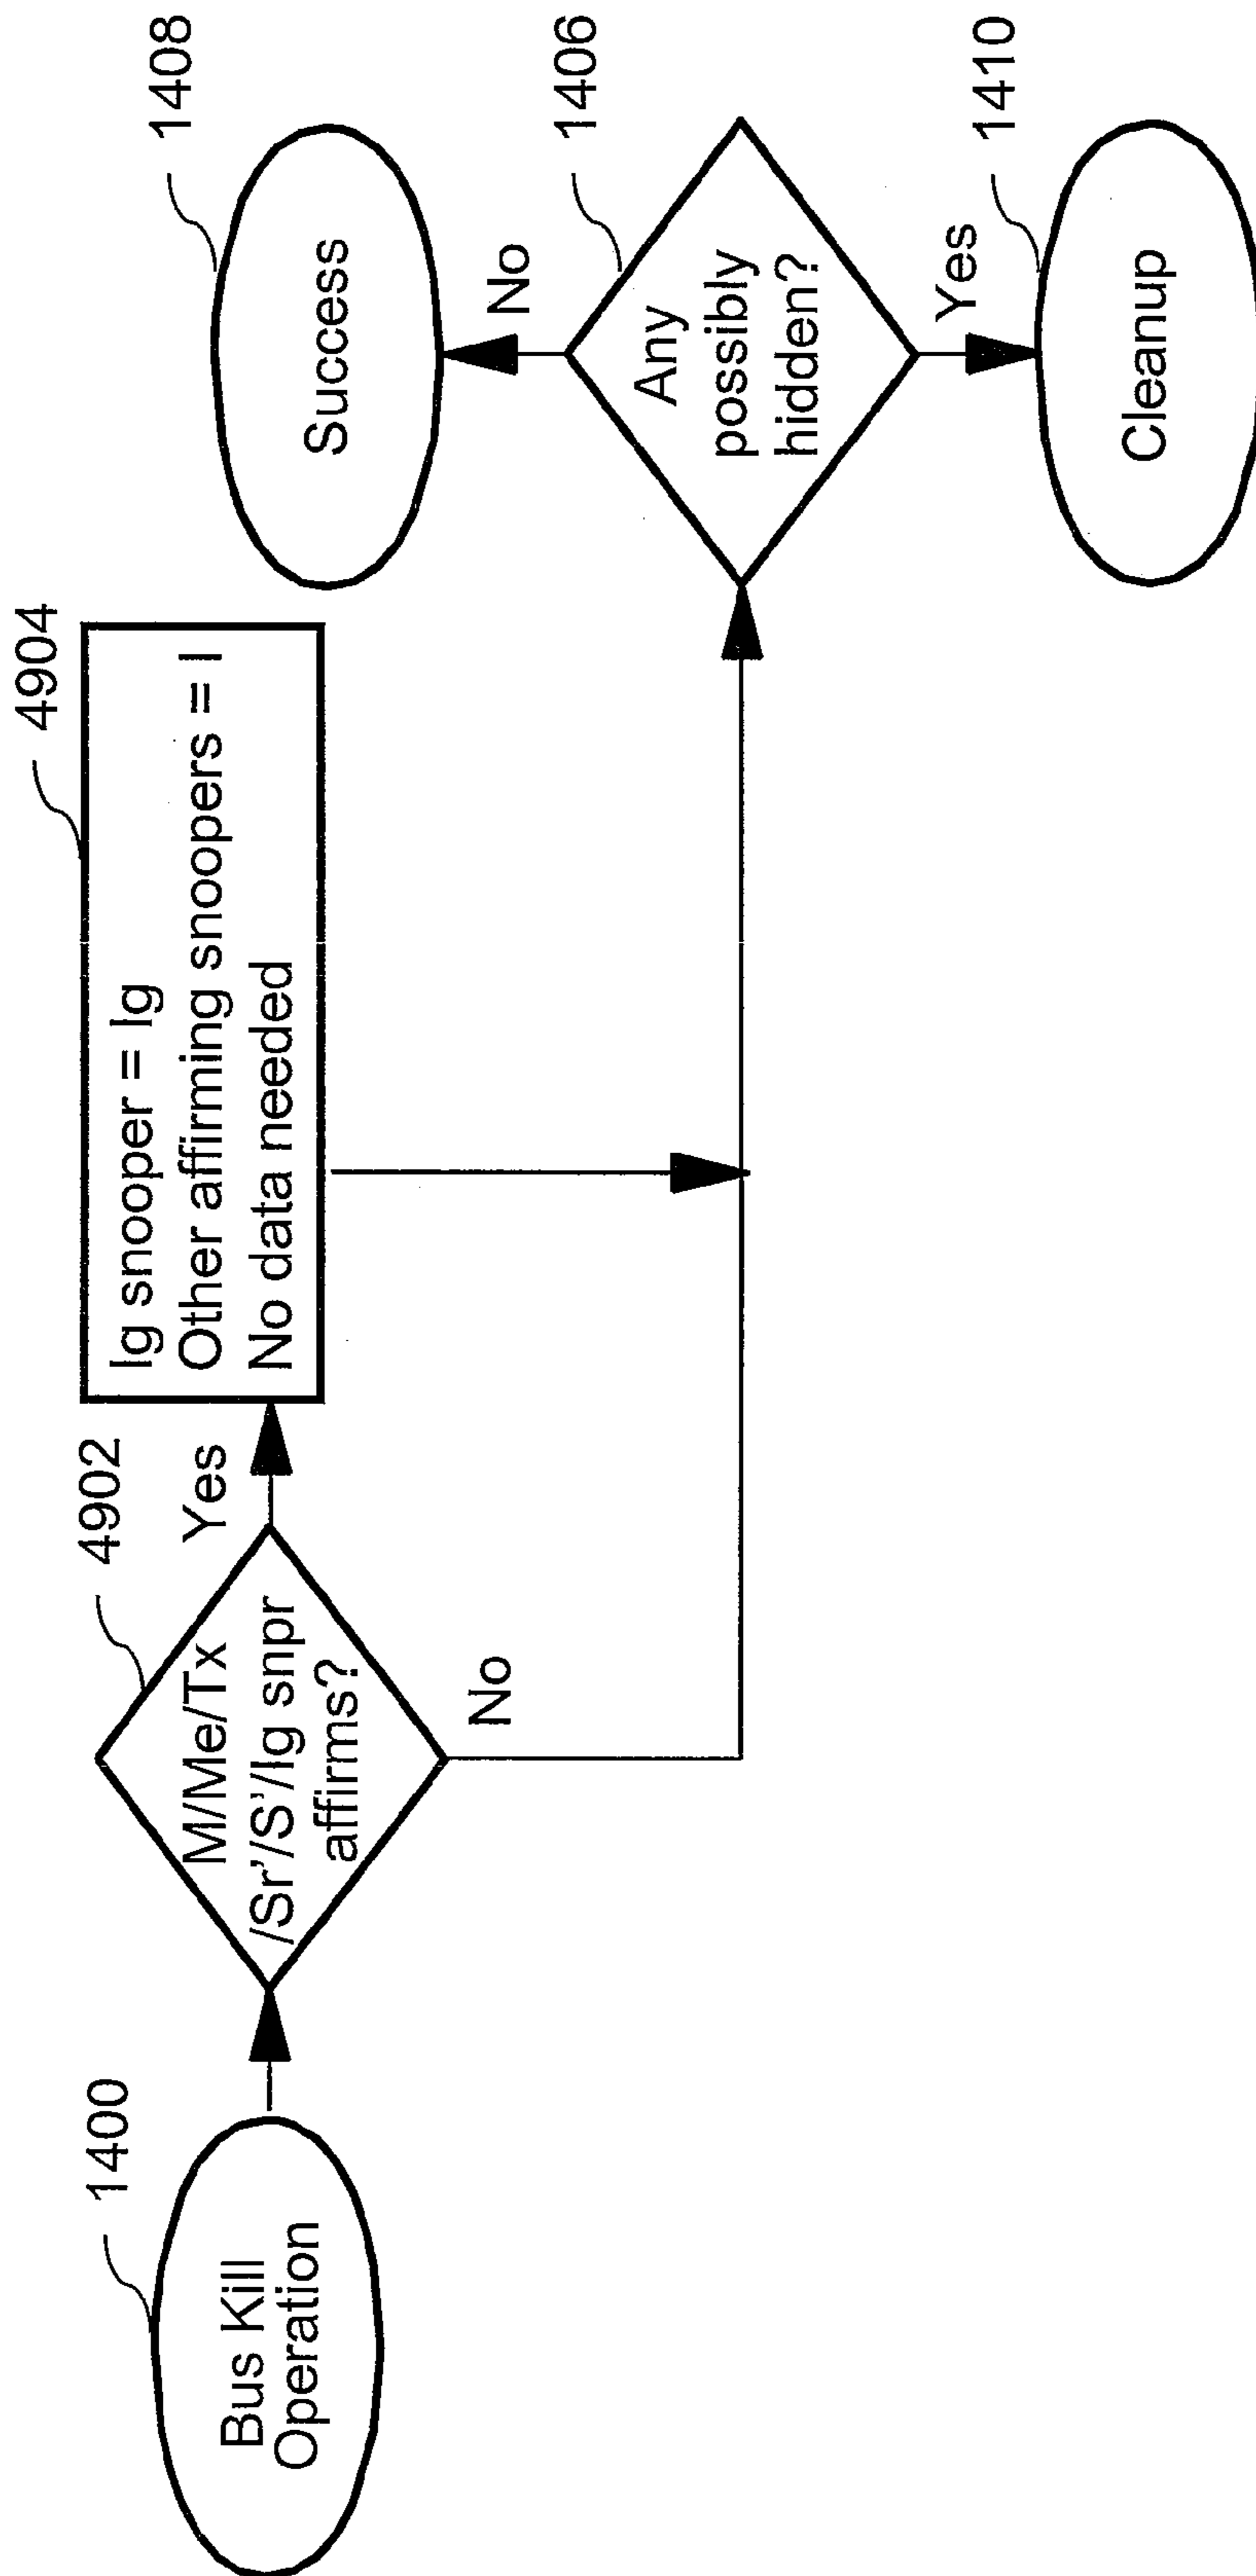 1400
Bus Kill
Operation
4902
M/Me/Tx
/Sr'/S'/Ig snpr
affirms?
Yes
No
4904
Ig snooper = Ig
Other affirming snoopers = I
No data needed
1408
Success
No
1406
Any
possibly
hidden?
Yes
1410
Cleanup